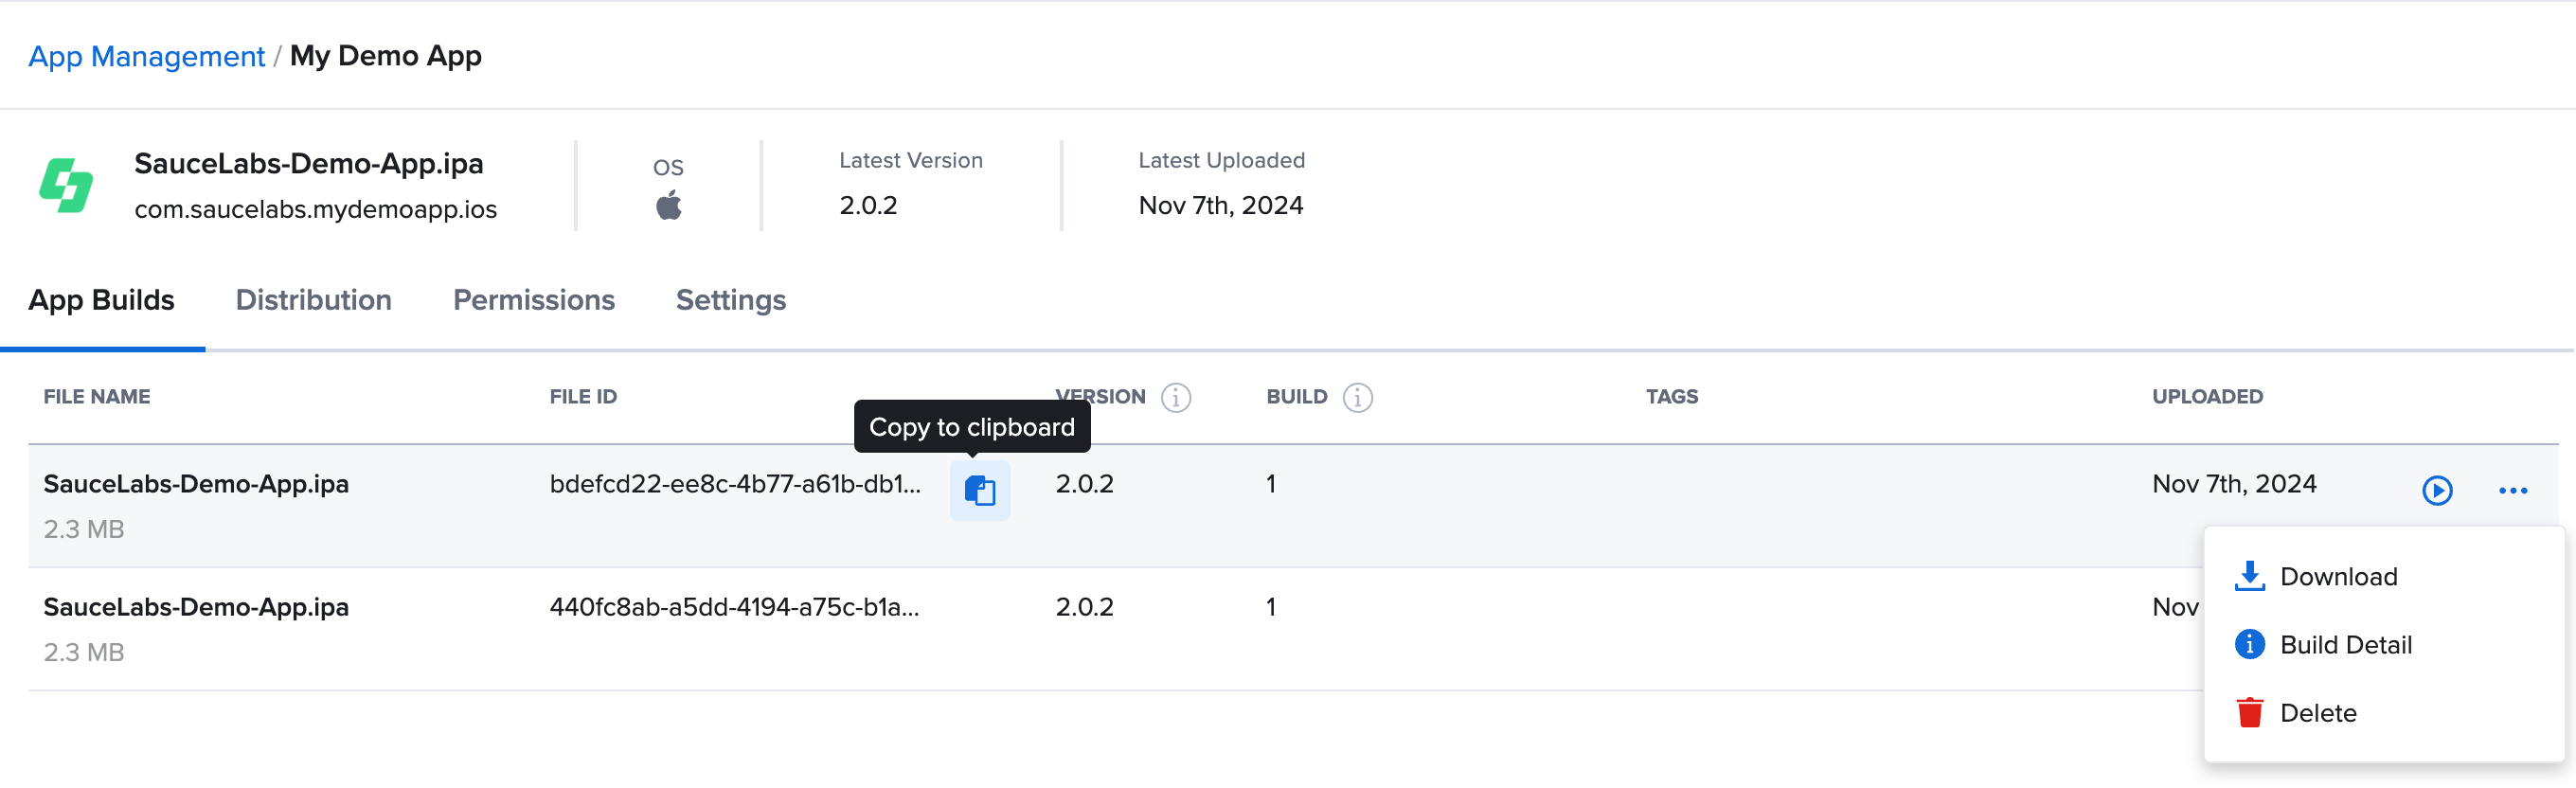 App Management / My Demo App
SauceLabs-Demo-App.ipa
com.saucelabs.mydemoapp.ios
OS
Latest Version
2.0.2
Latest Uploaded
Nov 7th, 2024
App Builds Distribution Permissions Settings
FILE NAME FILE ID VERSION BUILD TAGS UPLOADED
Copy to clipboard
SauceLabs-Demo-App.ipa bdefcd22-ee8c-4b77-a61b-db1... 2.0.2 1 Nov 7th, 2024
2.3 MB
SauceLabs-Demo-App.ipa 440fc8ab-a5dd-4194-a75c-b1a... 2.0.2 1 Nov
2.3 MB
Download
Build Detail
Delete